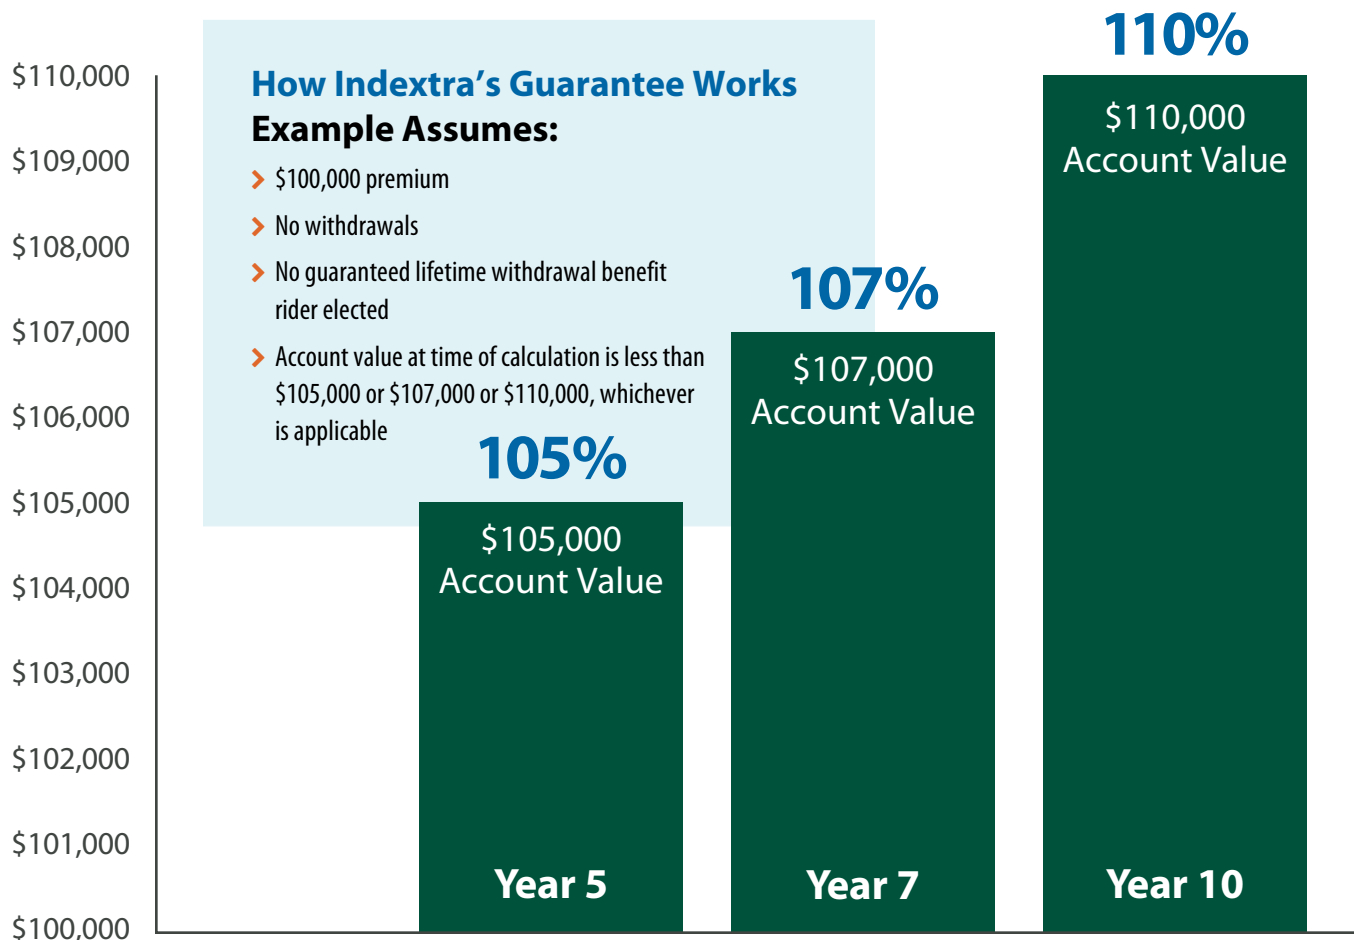 How Indextra’s Guarantee Works
Example Assumes:
$100,000 premium
No withdrawals
No guaranteed lifetime withdrawal benefit
rider elected
Account value at time of calculation is less than
$105,000 or $107,000 or $110,000, whichever
is applicable
$110,000
$109,000
$108,000
$107,000
$106,000
$105,000
$104,000
$103,000
$102,000
$101,000
$100,000
105%
$105,000
Account Value
Year 5
107%
$107,000
Account Value
Year 7
110%
$110,000
Account Value
Year 10